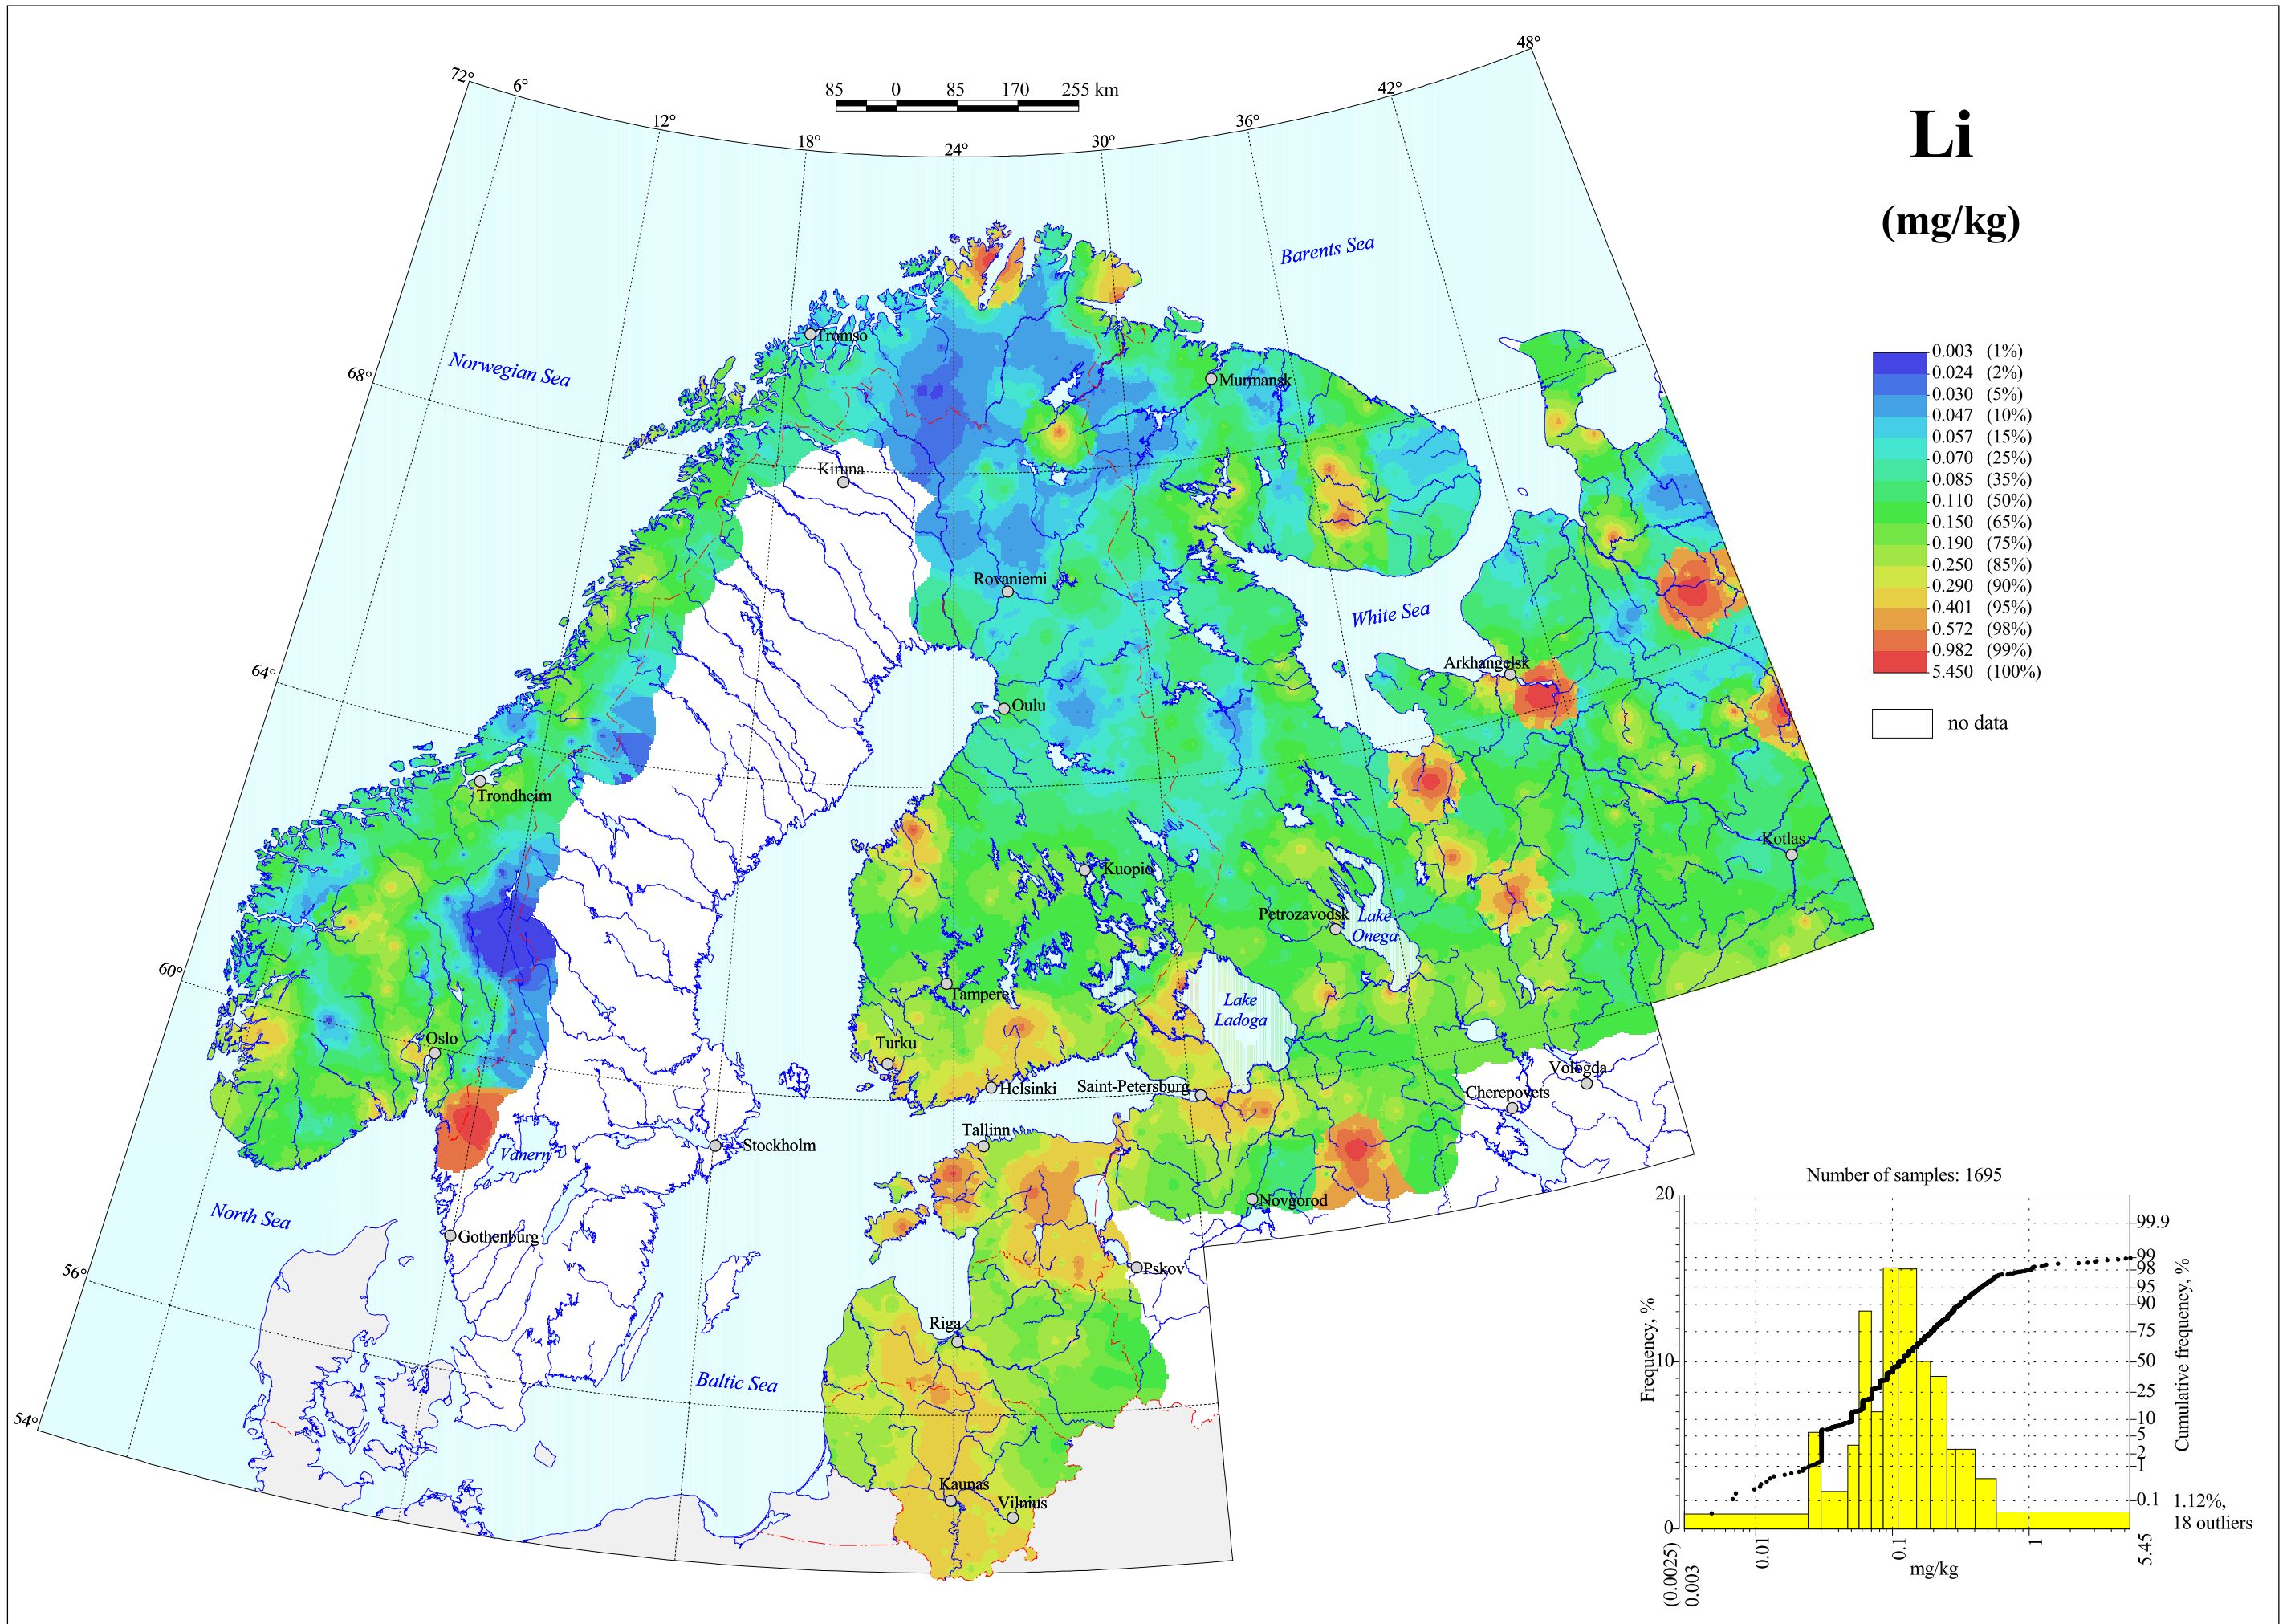 48°
72°
6°
42°
85 0 85 170 255 km
12°
36°
18°
30°
24°
Li
(mg/kg)
Barents Sea
Tromso
Norwegian Sea
68°
Murmansk
0.003 (1%)
0.024 (2%)
0.030 (5%)
0.047 (10%)
0.057 (15%)
0.070 (25%)
0.085 (35%)
0.110 (50%)
0.150 (65%)
0.190 (75%)
0.250 (85%)
0.290 (90%)
0.401 (95%)
0.572 (98%)
0.982 (99%)
5.450 (100%)
no data
Kiruna
Rovaniemi
White Sea
Arkhangelsk
64°
Oulu
Trondheim
Kotlas
Kuopio
Petrozavodsk
Lake
Onega
60°
Tampere
Lake
Ladoga
Oslo
Turku
Helsinki
Saint-Petersburg
Vologda
Cherepovets
Tallinn
Stockholm
Vanern
Novgorod
North Sea
Gothenburg
Pskov
56°
Riga
Baltic Sea
54°
Kaunas
Vilnius
Number of samples: 1695
20
10
0
Frequency, %
99.9
99
98
95
90
75
50
25
10
5
2
1
0.1
Cumulative frequency, %
1.12%,
18 outliers
(0.0025)
0.003
0.01
0.1
1
5.45
mg/kg